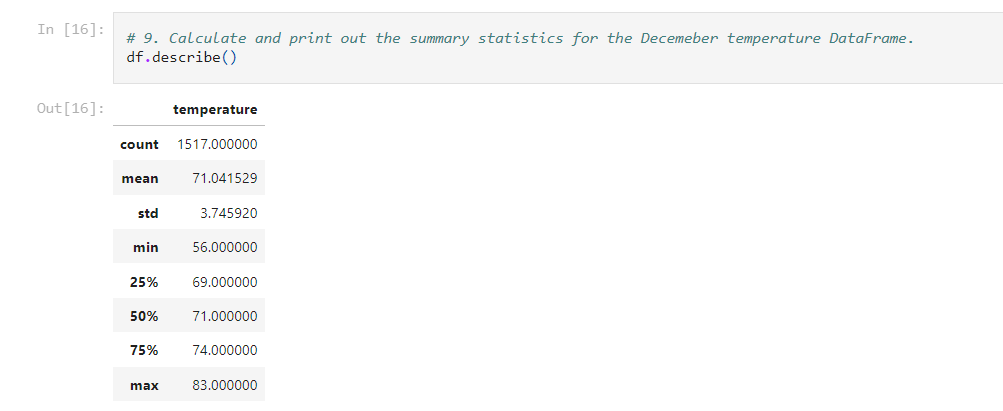 In [16]:
# 9. Calculate and print out the summary statistics for the Decemeber temperature DataFrame.
df.describe()
Out[16]:
temperature
count 1517.000000
mean 71.041529
std 3.745920
min 56.000000
25% 69.000000
50% 71.000000
75% 74.000000
max 83.000000